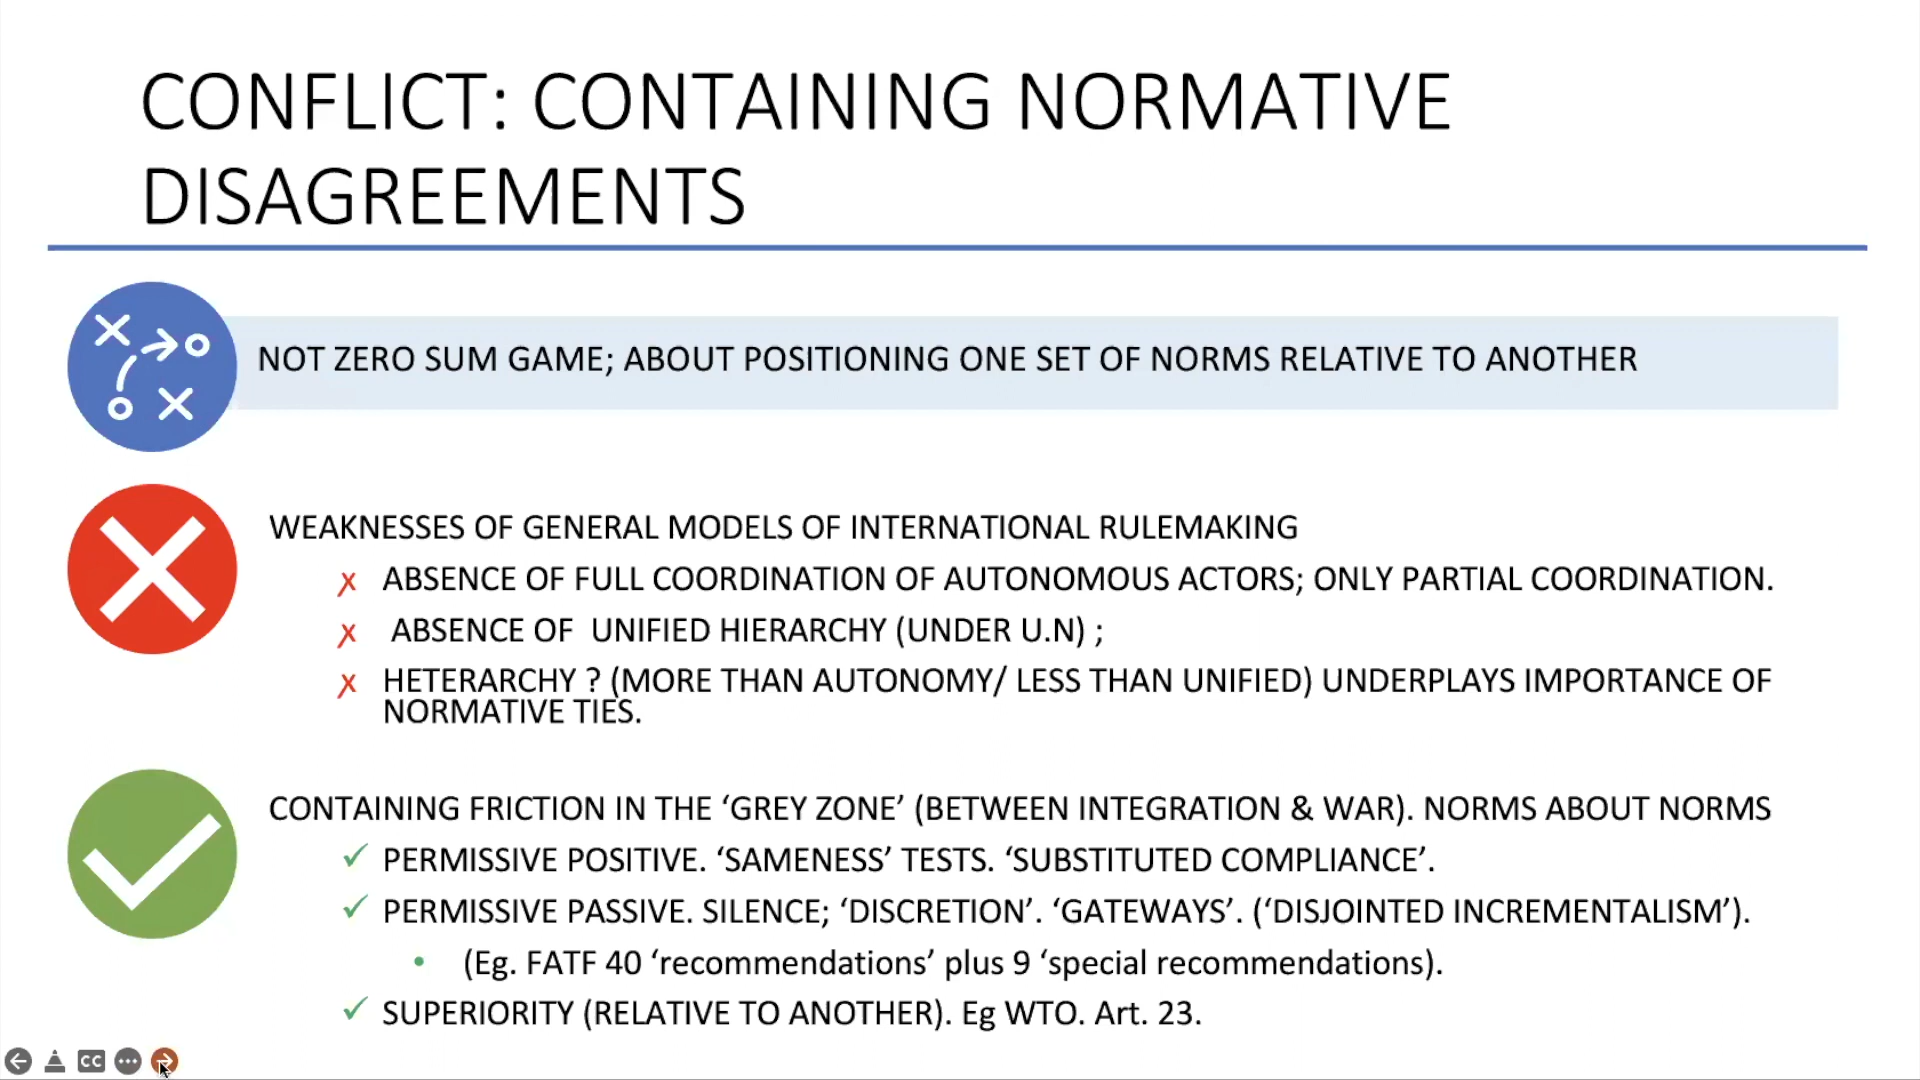 CONFLICT: CONTAINING NORMATIVE
DISAGREEMENTS
NOT ZERO SUM GAME; ABOUT POSITIONING ONE SET OF NORMS RELATIVE TO ANOTHER
WEAKNESSES OF GENERAL MODELS OF INTERNATIONAL RULEMAKING
✗ ABSENCE OF FULL COORDINATION OF AUTONOMOUS ACTORS; ONLY PARTIAL COORDINATION.
✗ ABSENCE OF UNIFIED HIERARCHY (UNDER U.N) ;
✗ HETERARCHY ? (MORE THAN AUTONOMY/ LESS THAN UNIFIED) UNDERPLAYS IMPORTANCE OF
NORMATIVE TIES.
CONTAINING FRICTION IN THE ‘GREY ZONE’ (BETWEEN INTEGRATION & WAR). NORMS ABOUT NORMS
✓ PERMISSIVE POSITIVE. ‘SAMENESS’ TESTS. ‘SUBSTITUTED COMPLIANCE’.
✓ PERMISSIVE PASSIVE. SILENCE; ‘DISCRETION’. ‘GATEWAYS’. (‘DISJOINTED INCREMENTALISM’).
• (Eg. FATF 40 ‘recommendations’ plus 9 ‘special recommendations).
✓ SUPERIORITY (RELATIVE TO ANOTHER). Eg WTO. Art. 23.
CC